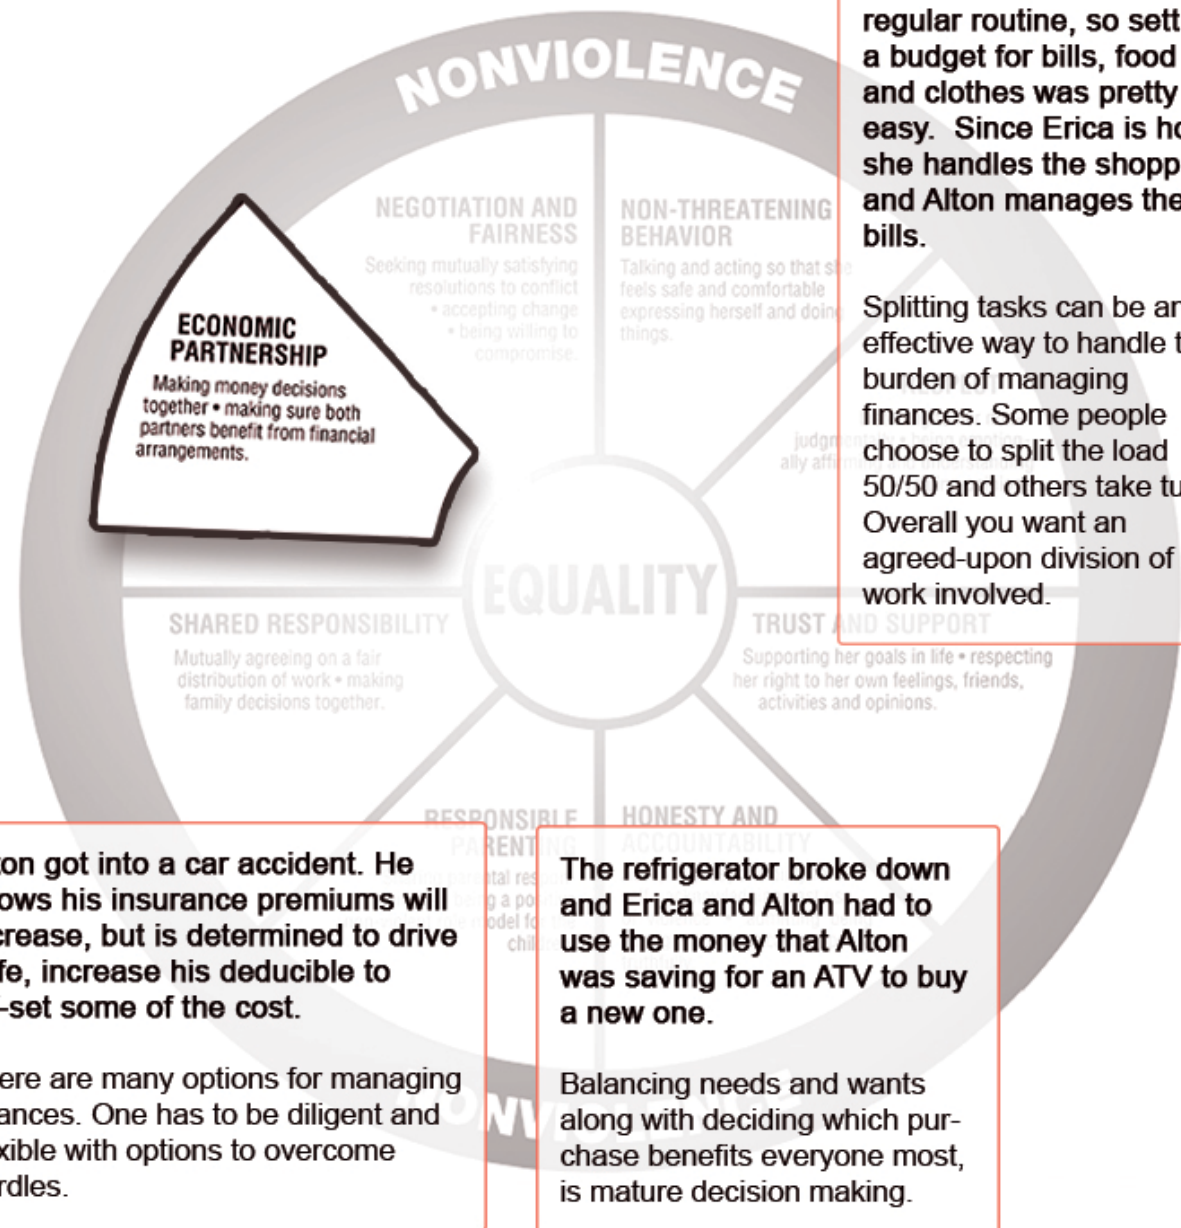 NONVIOLENCE
regular routine, so sett
a budget for bills, food
and clothes was pretty
easy. Since Erica is ho
she handles the shopp
and Alton manages the
bills.
Splitting tasks can be an
effective way to handle t
burden of managing
finances. Some people
choose to split the load
50/50 and others take tu
Overall you want an
agreed-upon division of
work involved.
NEGOTIATION AND
FAIRNESS
Seeking mutually satisfying
resolutions to conflict
• accepting change
• being willing to
compromise.
NON-THREATENING
BEHAVIOR
Talking and acting so that she
feels safe and comfortable
expressing herself and doing
things.
ECONOMIC
PARTNERSHIP
Making money decisions
together • making sure both
partners benefit from financial
arrangements.
EQUALITY
SHARED RESPONSIBILITY
Mutually agreeing on a fair
distribution of work • making
family decisions together.
TRUST AND SUPPORT
Supporting her goals in life • respecting
her right to her own feelings, friends,
activities and opinions.
RESPONSIBLE
PARENTING
HONESTY AND
ACCOUNTABILITY
ton got into a car accident. He
ows his insurance premiums will
crease, but is determined to drive
fe, increase his deducible to
-set some of the cost.
ere are many options for managing
ances. One has to be diligent and
xible with options to overcome
rdles.
The refrigerator broke down
and Erica and Alton had to
use the money that Alton
was saving for an ATV to buy
a new one.
Balancing needs and wants
along with deciding which pur-
chase benefits everyone most,
is mature decision making.
NONVIOLENCE